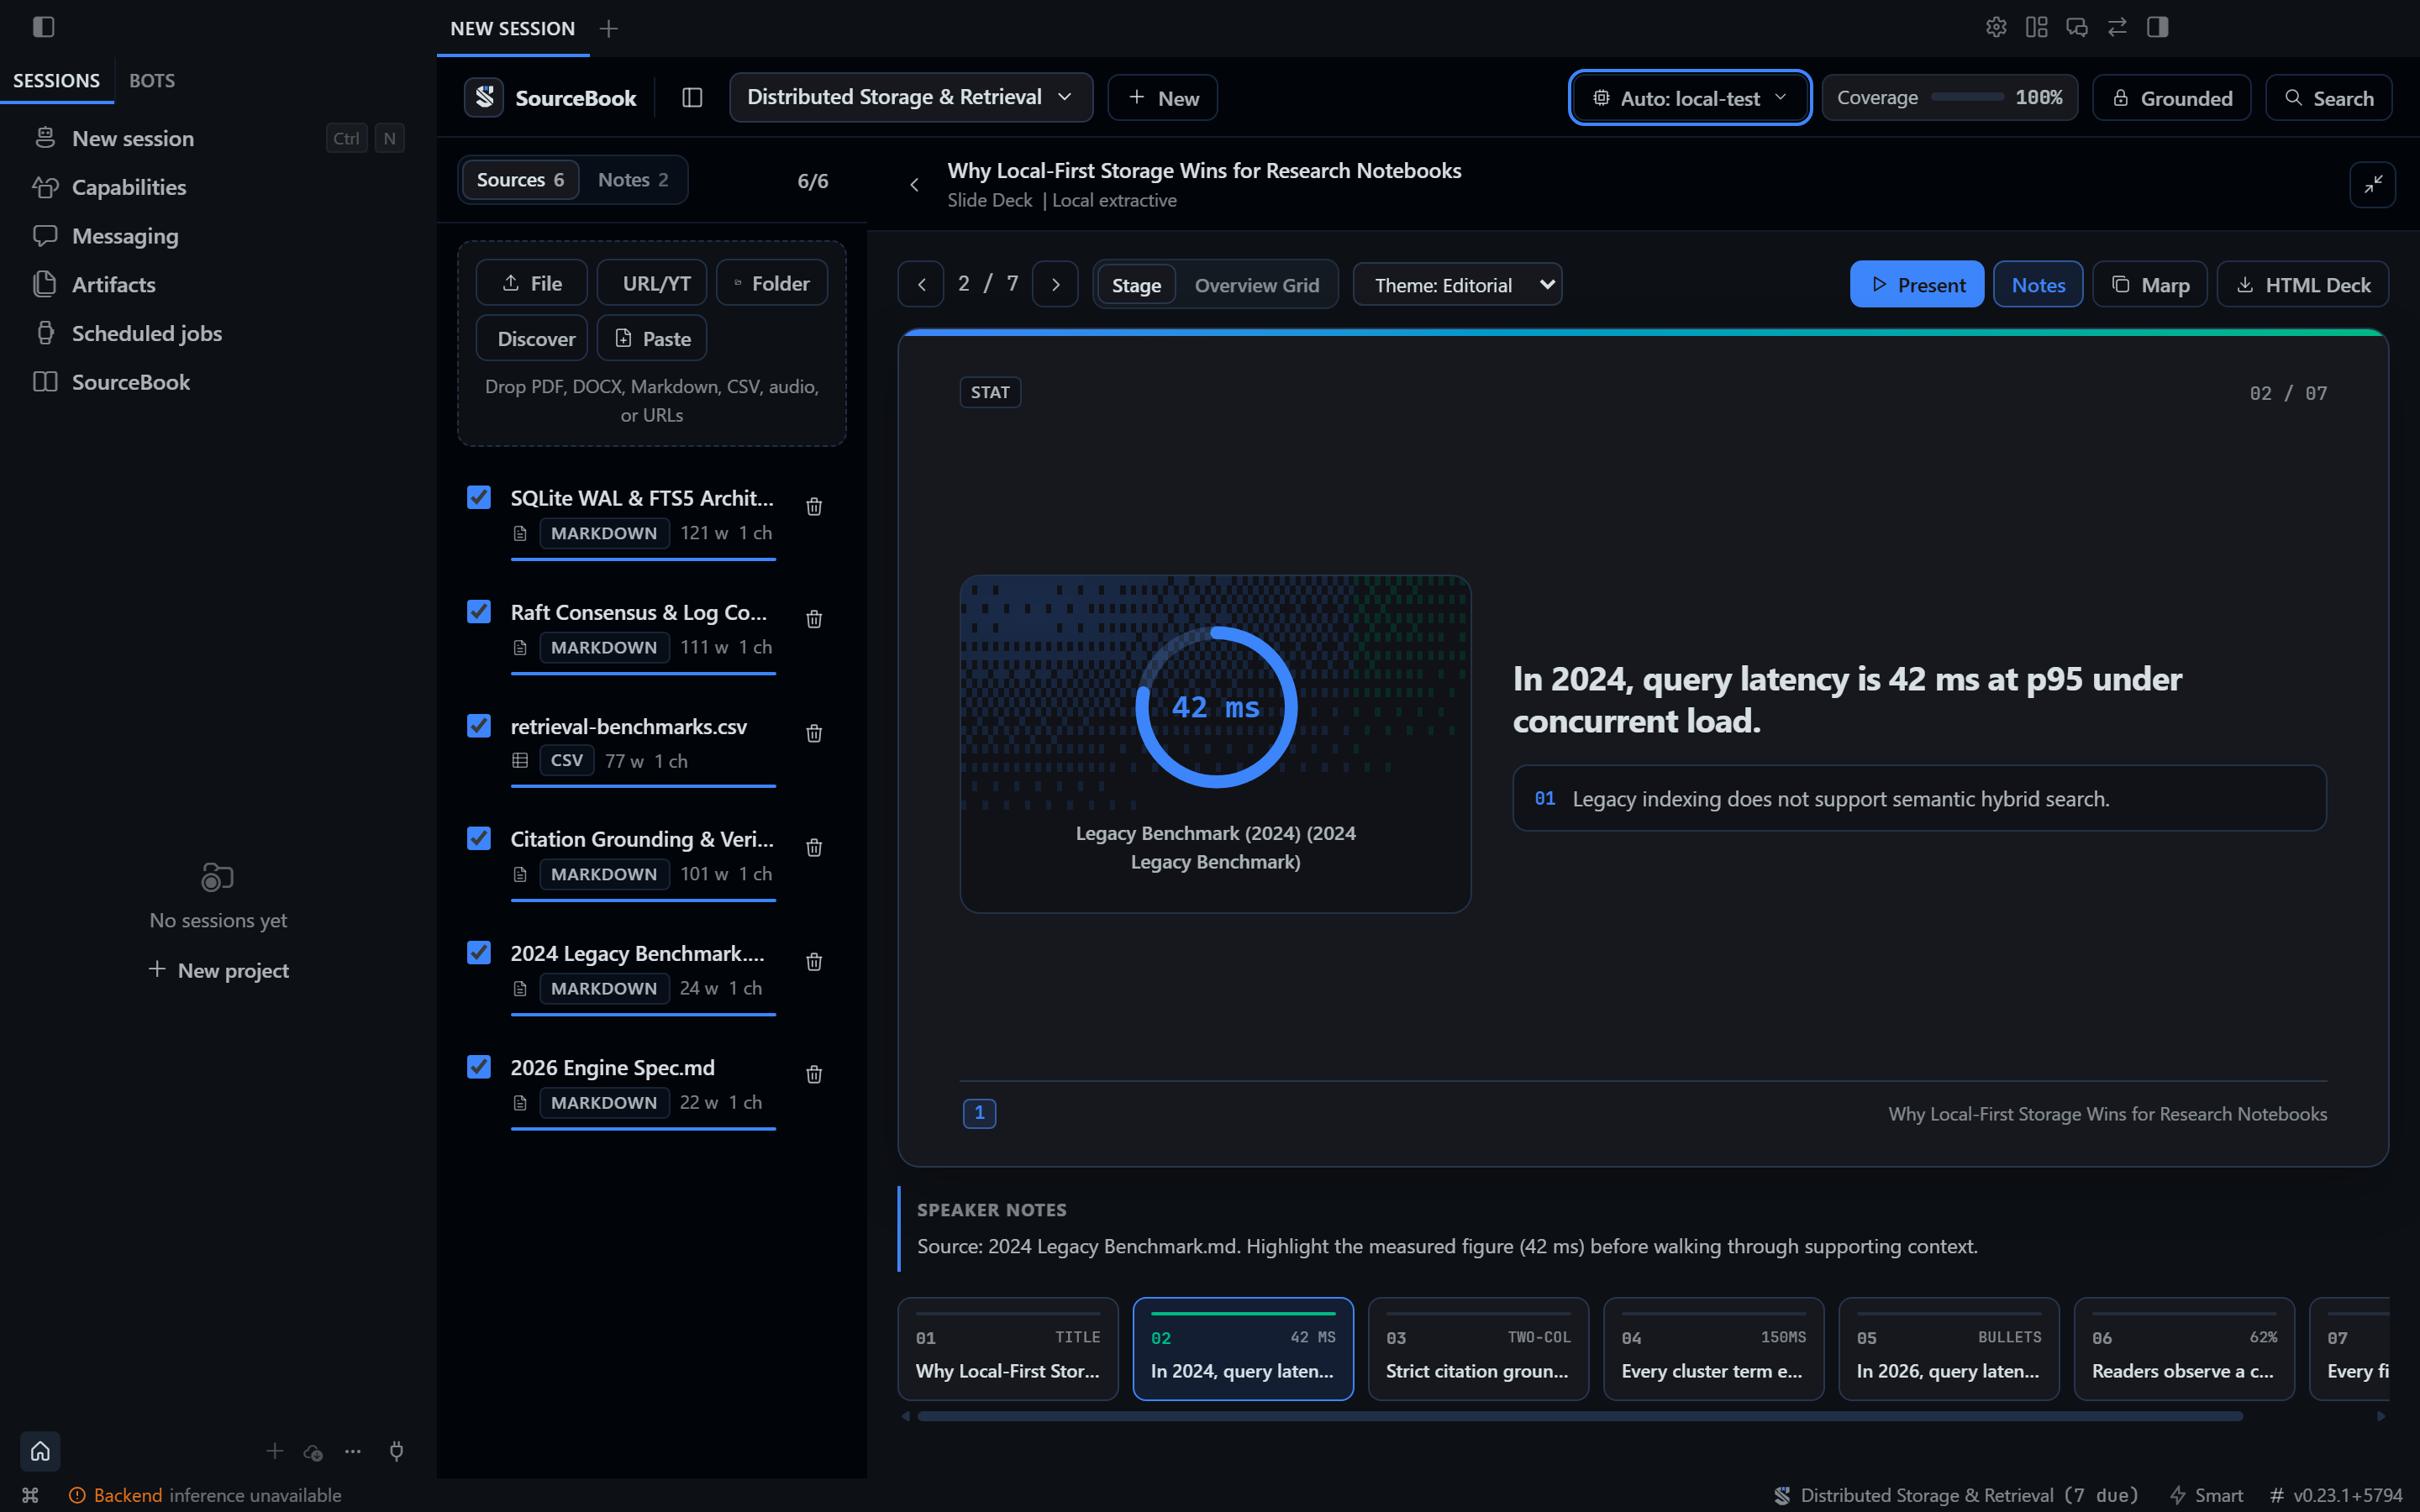 NEW SESSION
SESSIONS
BOTS
New session
Ctrl
N
Capabilities
Messaging
Artifacts
Scheduled jobs
SourceBook
No sessions yet
New project
SourceBook
Distributed Storage & Retrieval
New
Auto: local-test
Coverage 100%
Grounded
Search
Sources 6
Notes 2
6/6
File
URL/YT
Folder
Discover
Paste
Drop PDF, DOCX, Markdown, CSV, audio,
or URLs
SQLite WAL & FTS5 Archit...
MARKDOWN 121 w 1 ch
Raft Consensus & Log Co...
MARKDOWN 111 w 1 ch
retrieval-benchmarks.csv
CSV 77 w 1 ch
Citation Grounding & Veri...
MARKDOWN 101 w 1 ch
2024 Legacy Benchmark....
MARKDOWN 24 w 1 ch
2026 Engine Spec.md
MARKDOWN 22 w 1 ch
Why Local-First Storage Wins for Research Notebooks
Slide Deck | Local extractive
2 / 7
Stage
Overview Grid
Theme: Editorial
Present
Notes
Marp
HTML Deck
STAT
02 / 07
42 ms
Legacy Benchmark (2024) (2024
Legacy Benchmark)
In 2024, query latency is 42 ms at p95 under
concurrent load.
01 Legacy indexing does not support semantic hybrid search.
1
Why Local-First Storage Wins for Research Notebooks
SPEAKER NOTES
Source: 2024 Legacy Benchmark.md. Highlight the measured figure (42 ms) before walking through supporting context.
01 TITLE
Why Local-First Stor...
02 42 MS
In 2024, query laten...
03 TWO-COL
Strict citation groun...
04 150MS
Every cluster term e...
05 BULLETS
In 2026, query laten...
06 62%
Readers observe a c...
07
Every fi
Backend inference unavailable
Distributed Storage & Retrieval (7 due)
Smart
# v0.23.1+5794